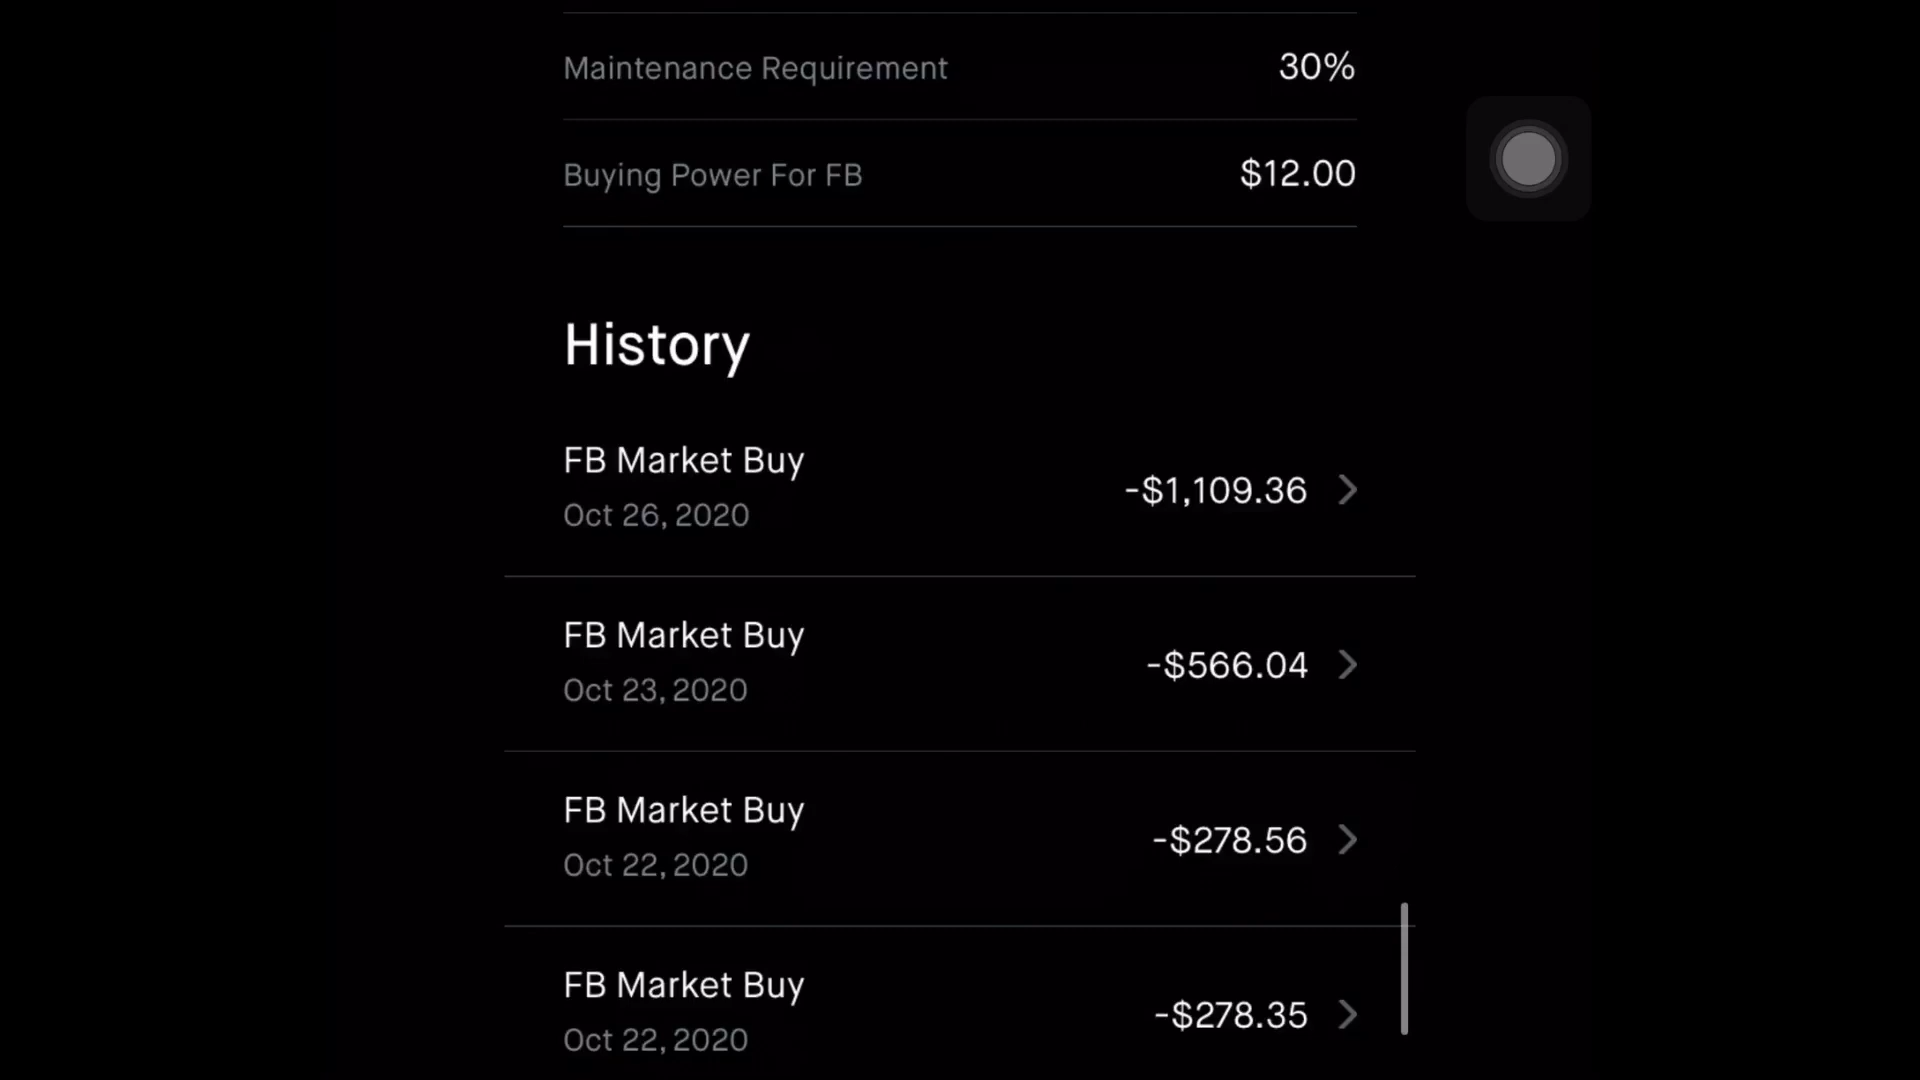 Maintenance Requirement 30%
Buying Power For FB $12.00
History
FB Market Buy
Oct 26, 2020
-$1,109.36
FB Market Buy
Oct 23, 2020
-$566.04
FB Market Buy
Oct 22, 2020
-$278.56
FB Market Buy
Oct 22, 2020
-$278.35